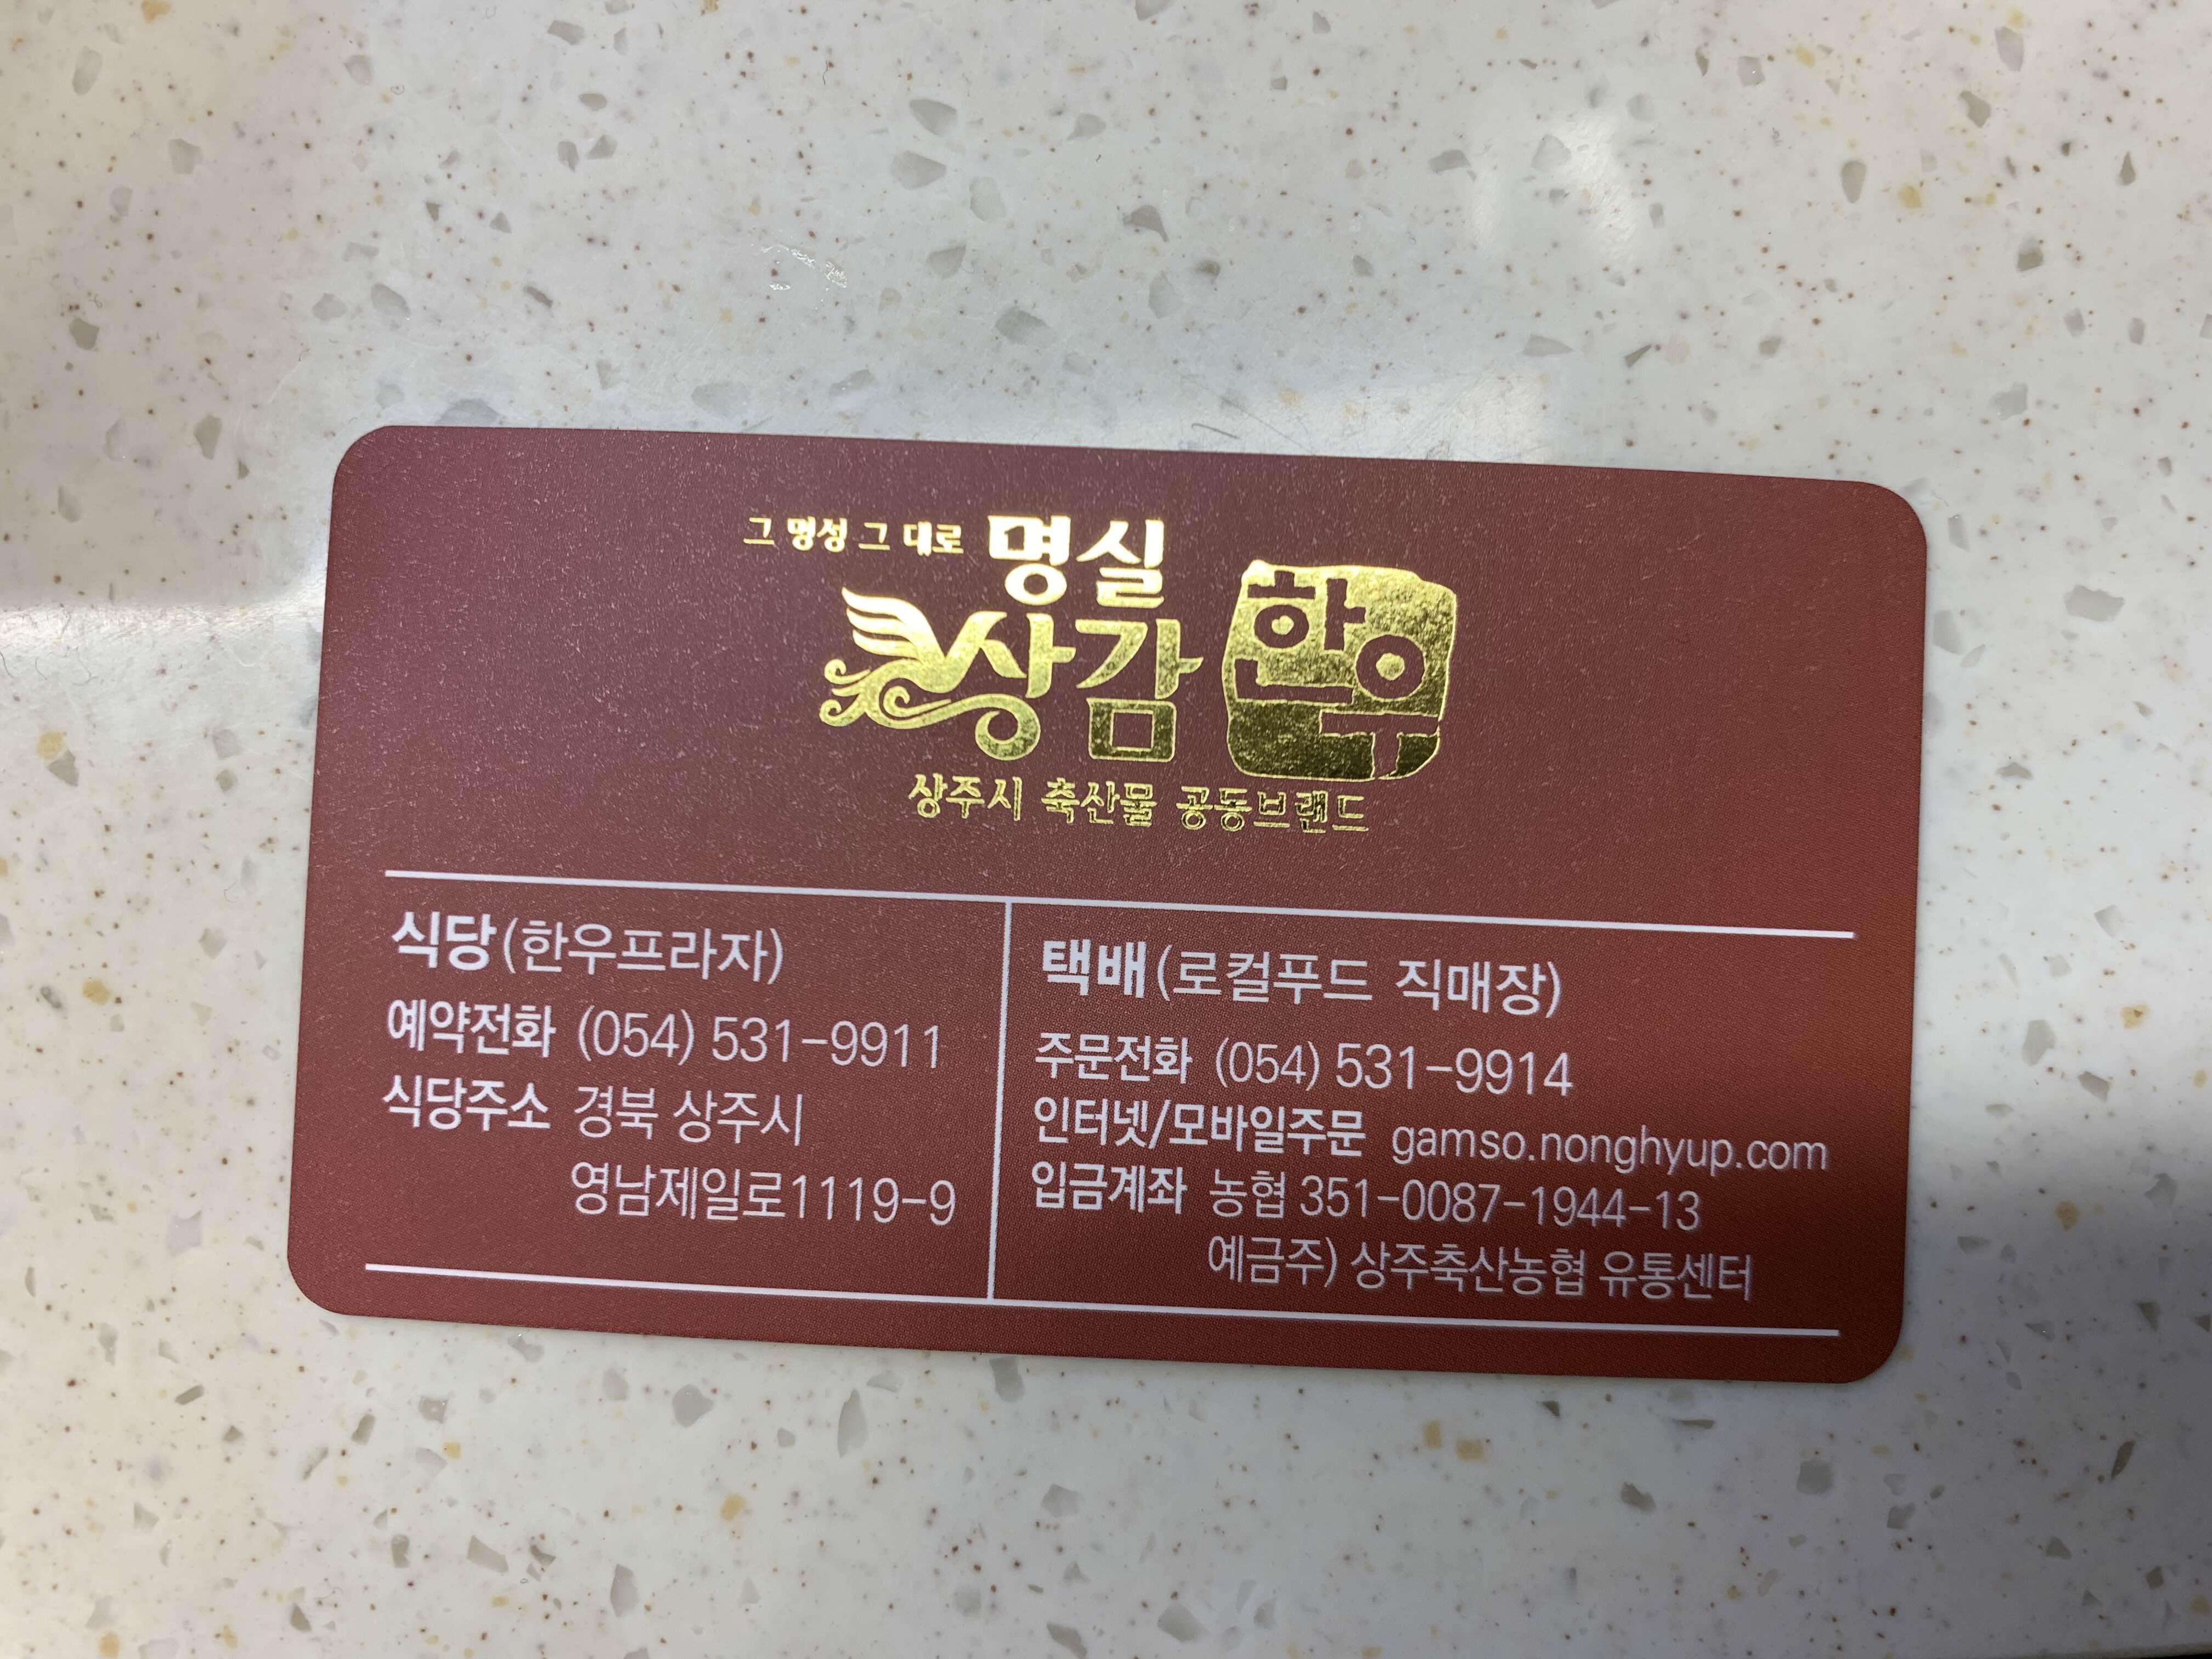 그 명성 그 대로 명실
상감 한우
상주시 축산물 공동브랜드
식당(한우프라자)
예약전화 (054) 531-9911
식당주소 경북 상주시
영남제일로1119-9
택배(로컬푸드 직매장)
주문전화 (054) 531-9914
인터넷/모바일주문 gamso.nonghyup.com
입금계좌 농협 351-0087-1944-13
예금주) 상주축산농협 유통센터